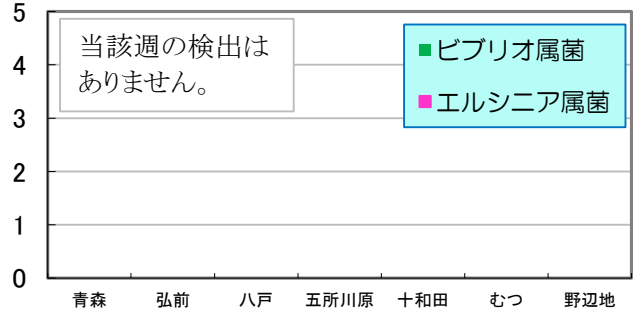 5
4
3
2
1
0
当該週の検出は
ありません。
■ビブリオ属菌
■エルシニア属菌
青森 弘前 八戸 五所川原 十和田 むつ 野辺地